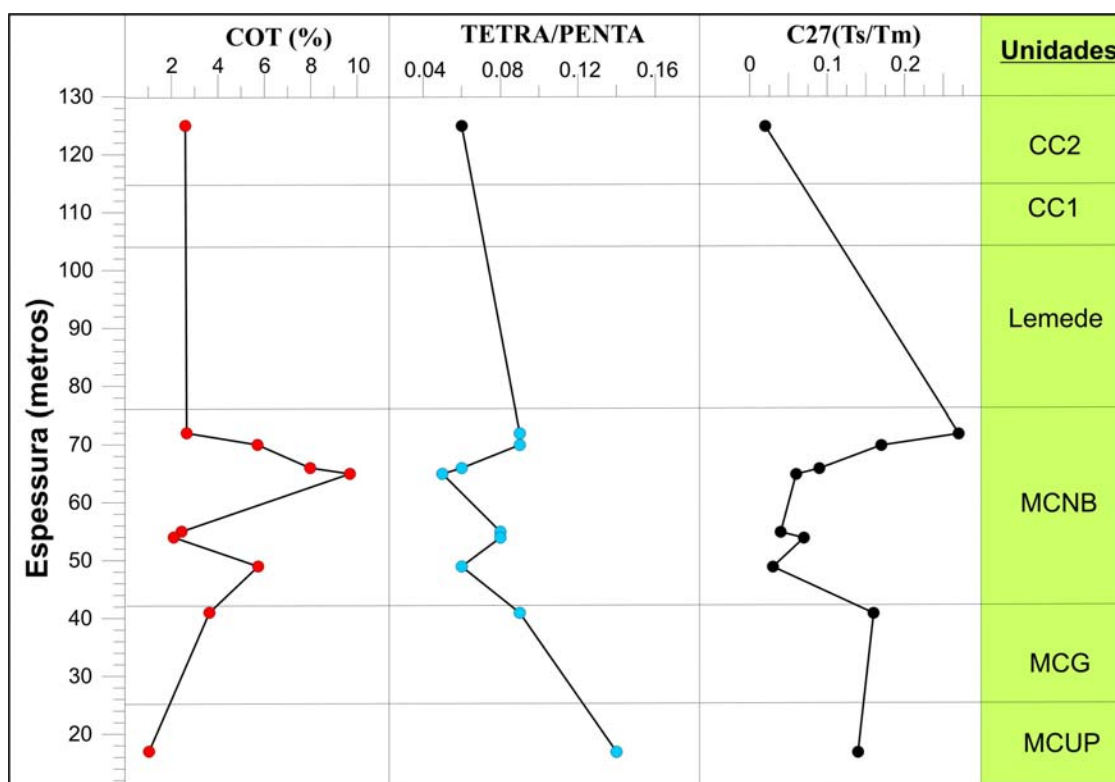 COT (%) TETRA/PENTA C27(Ts/Tm) Unidades
2 4 6 8 10 0.04 0.08 0.12 0.16 0 0.1 0.2
130
CC2
120
CC1
110
100
Lemede
90
80
70
MCNB
60
50
40
MCG
30
20
MCUP
Espessura (metros)